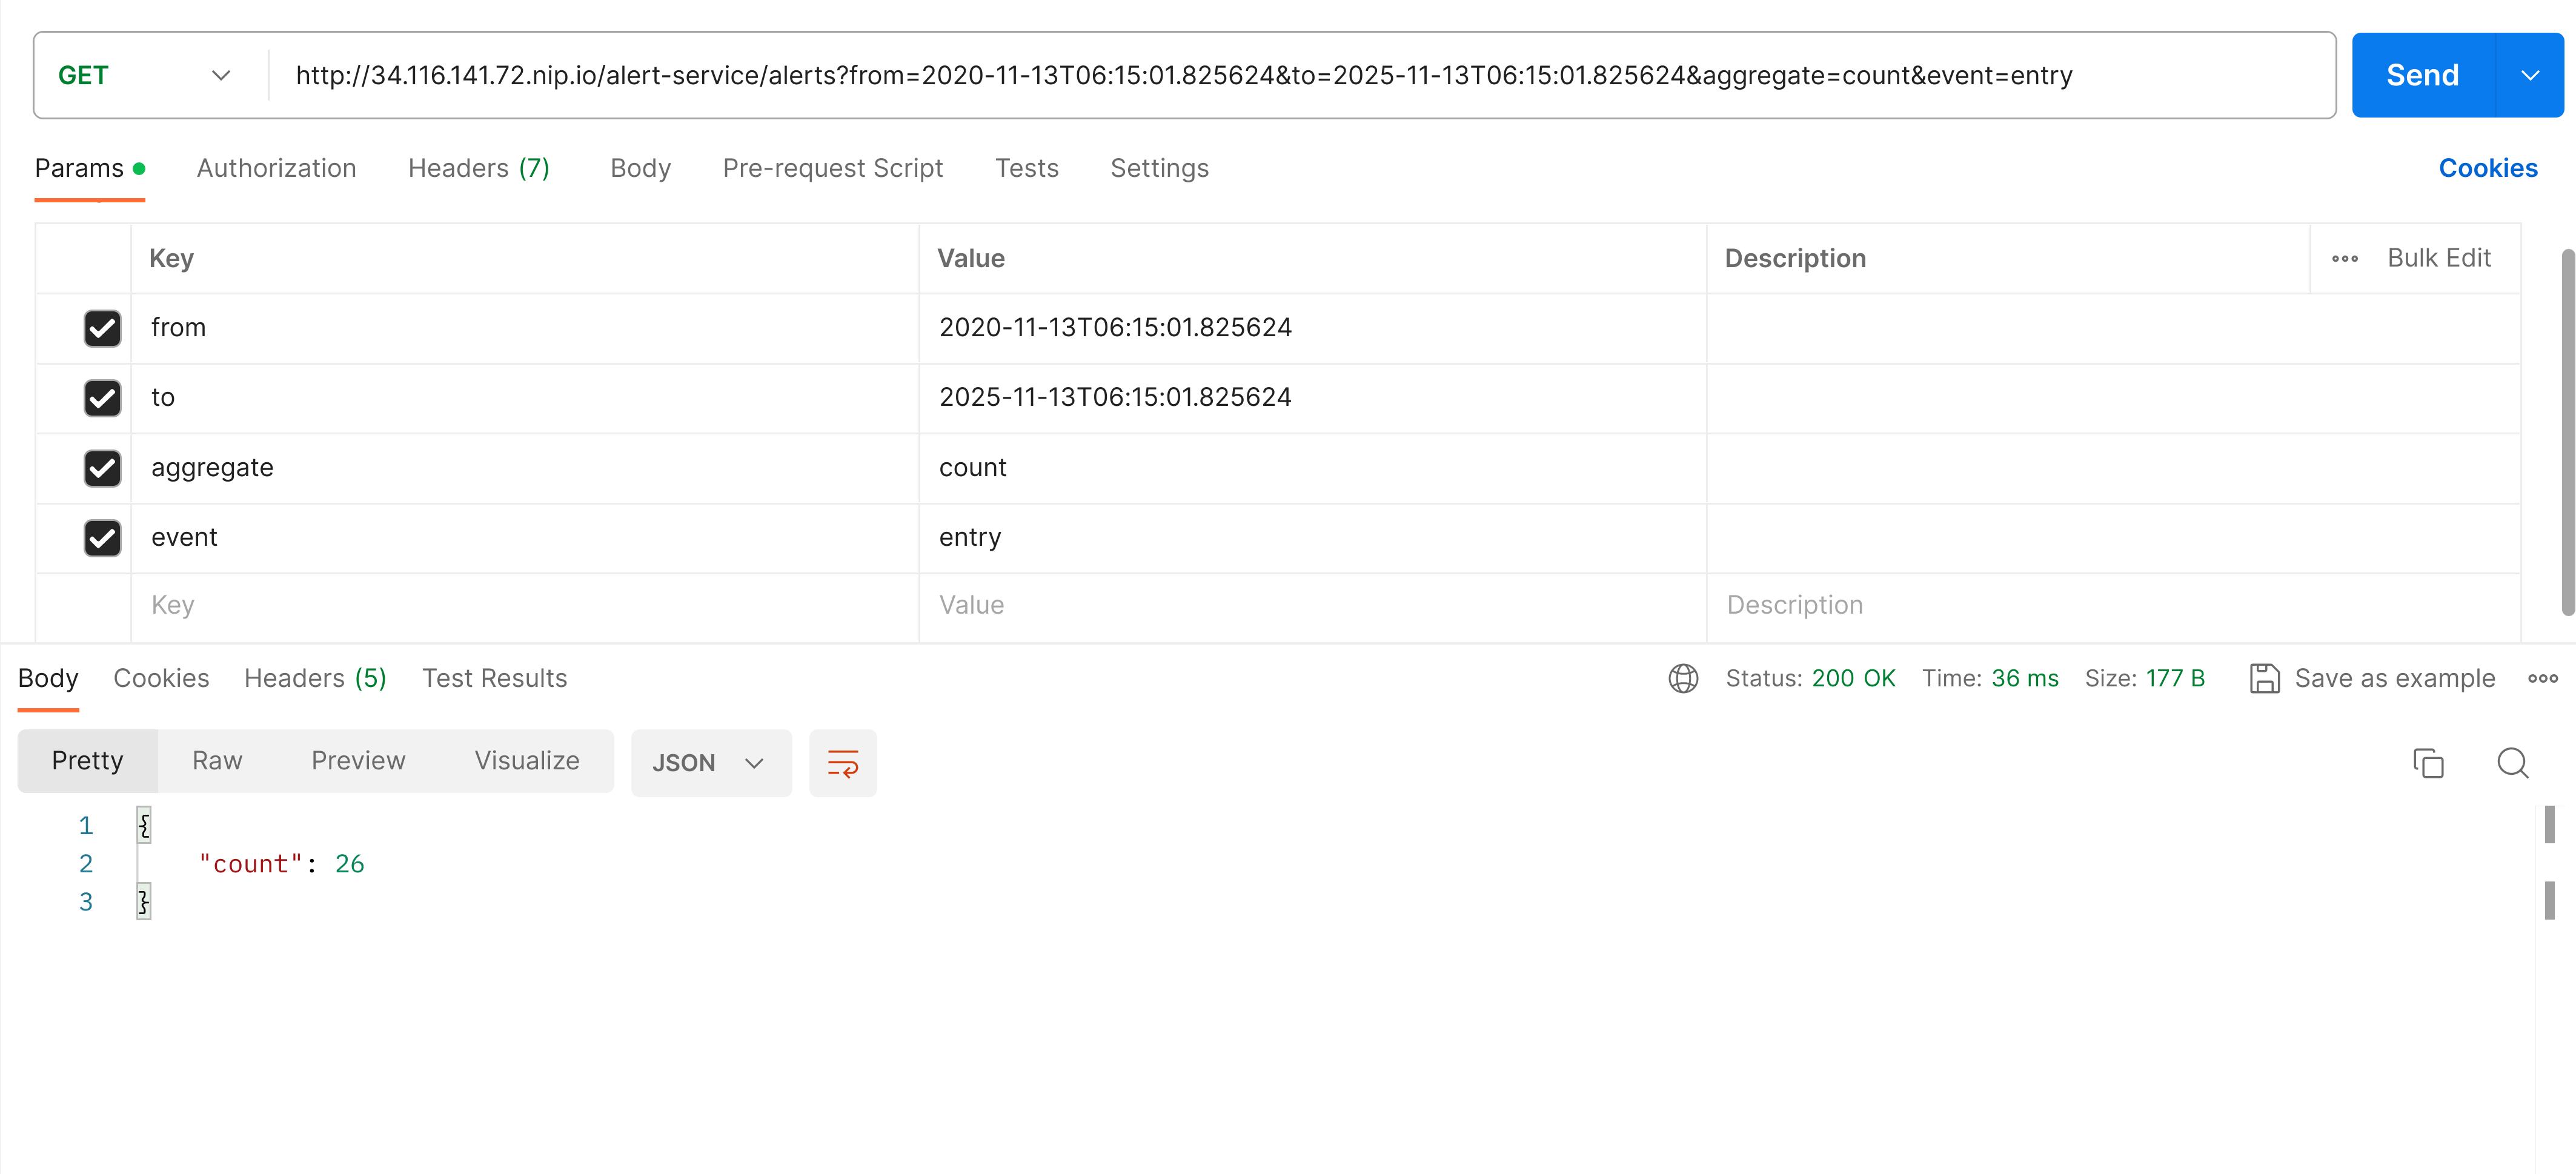 GET http://34.116.141.72.nip.io/alert-service/alerts?from=2020-11-13T06:15:01.825624&to=2025-11-13T06:15:01.825624&aggregate=count&event=entry Send
Params Authorization Headers (7) Body Pre-request Script Tests Settings Cookies
Key Value Description Bulk Edit
from 2020-11-13T06:15:01.825624
to 2025-11-13T06:15:01.825624
aggregate count
event entry
Key Value Description
Body Cookies Headers (5) Test Results Status: 200 OK Time: 36 ms Size: 177 B Save as example
Pretty Raw Preview Visualize JSON
1 {
2 "count": 26
3 }